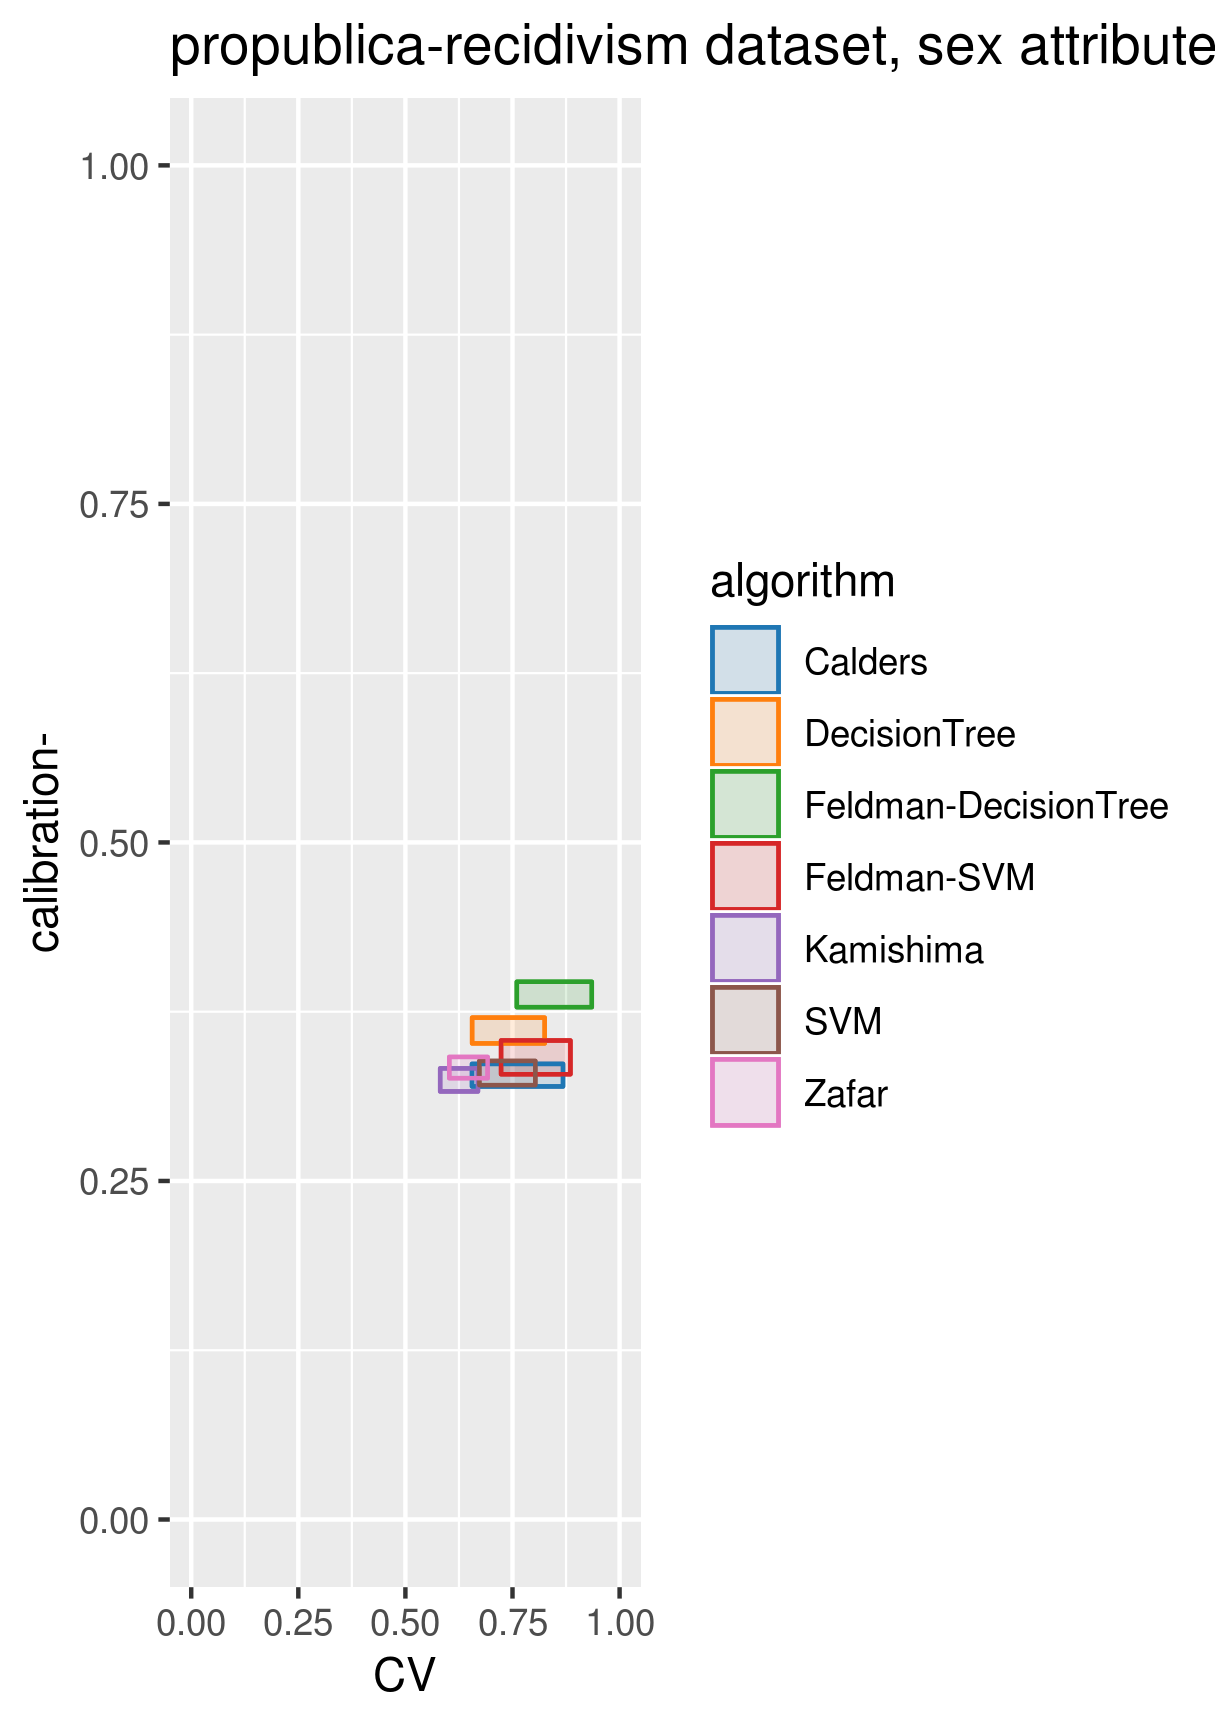 propublica-recidivism dataset, sex attribute
1.00
0.75
0.50
0.25
0.00
calibration-
0.00 0.25 0.50 0.75 1.00
CV
algorithm
Calders
DecisionTree
Feldman-DecisionTree
Feldman-SVM
Kamishima
SVM
Zafar